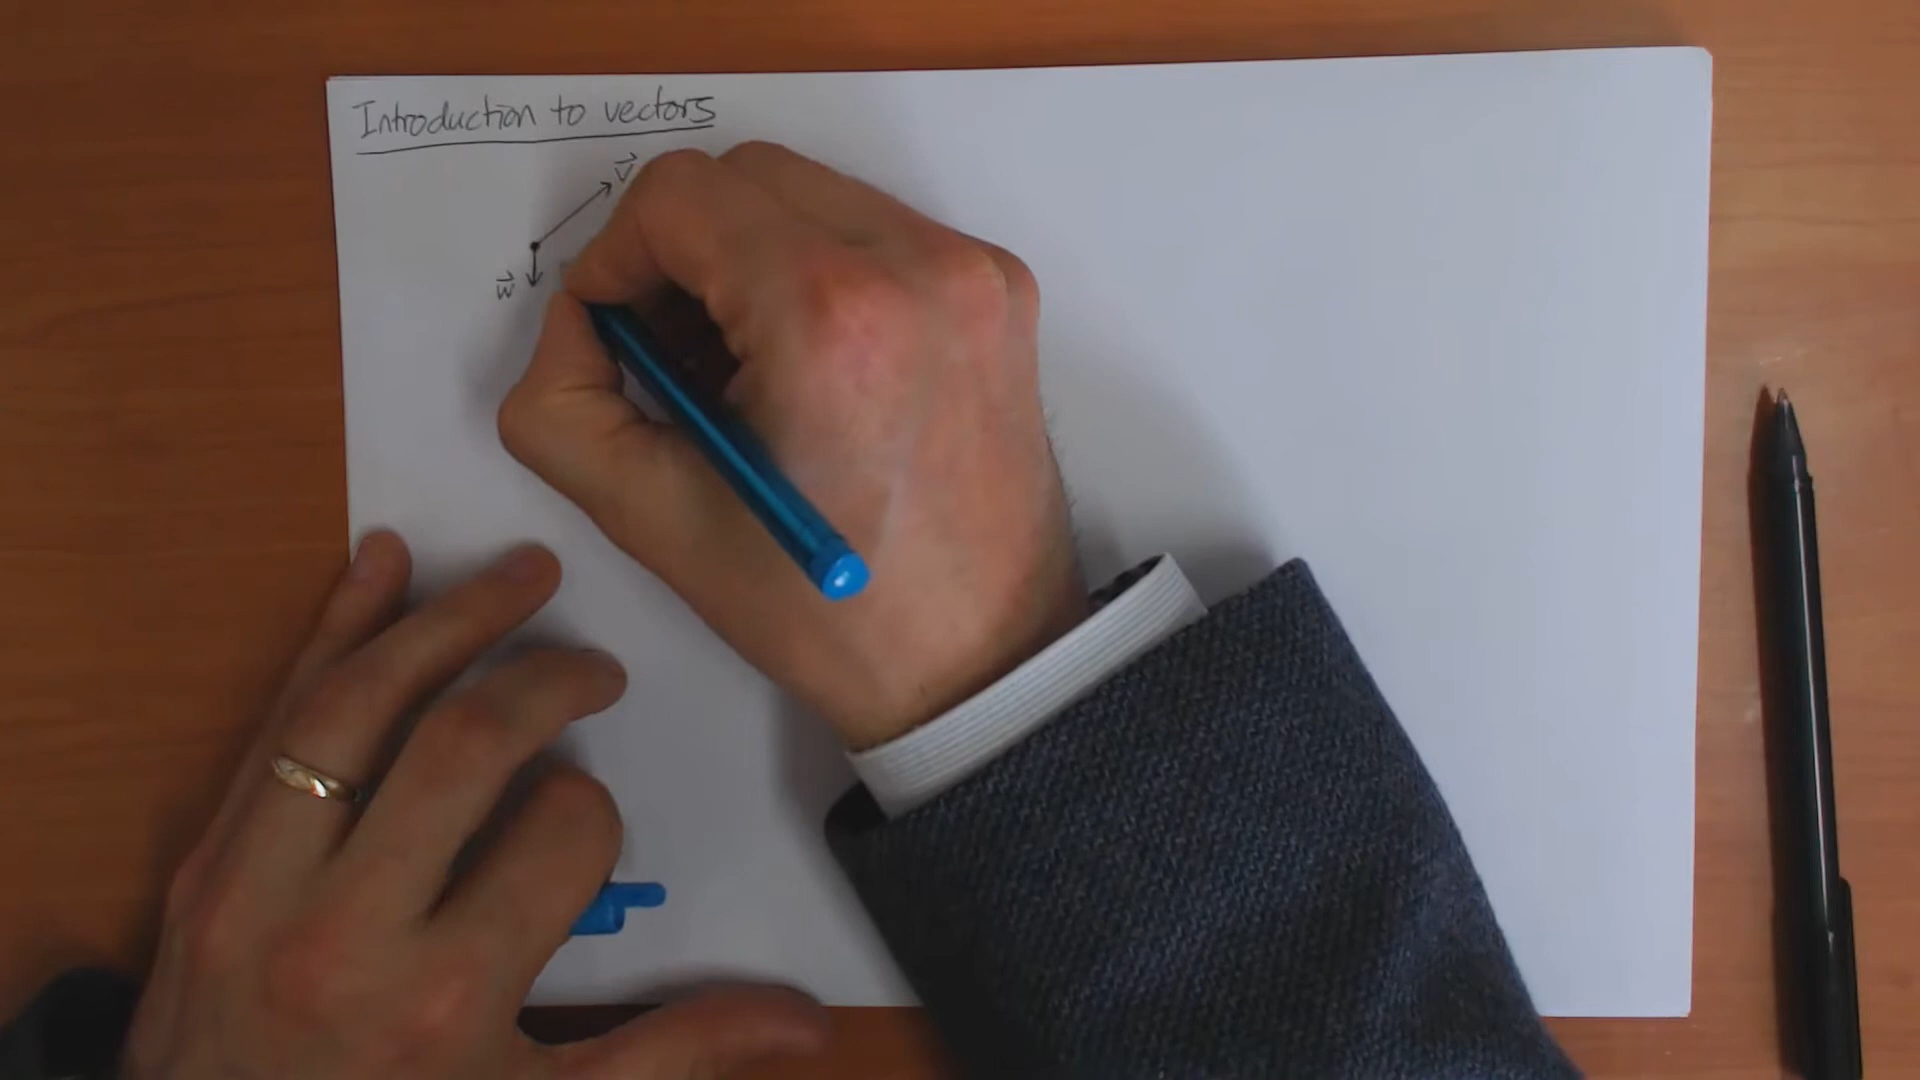 Introduction to vectors
v⃗
w⃗